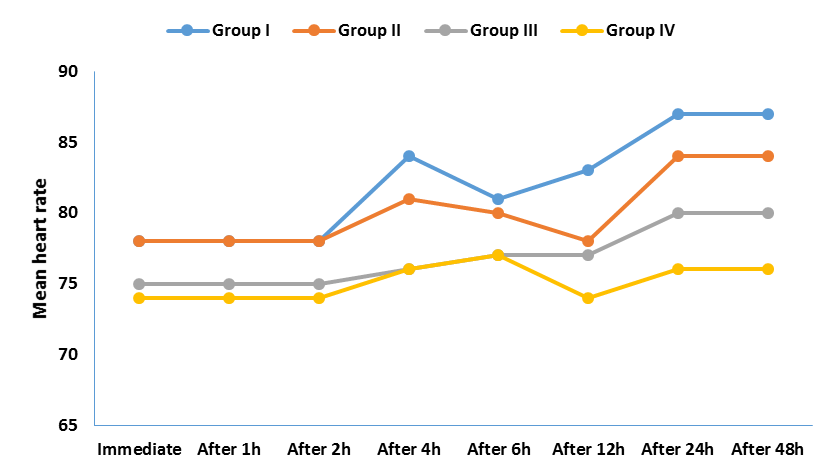 Group I Group II Group III Group IV
90
85
80
75
70
65
Mean heart rate
Immediate After 1h After 2h After 4h After 6h After 12h After 24h After 48h